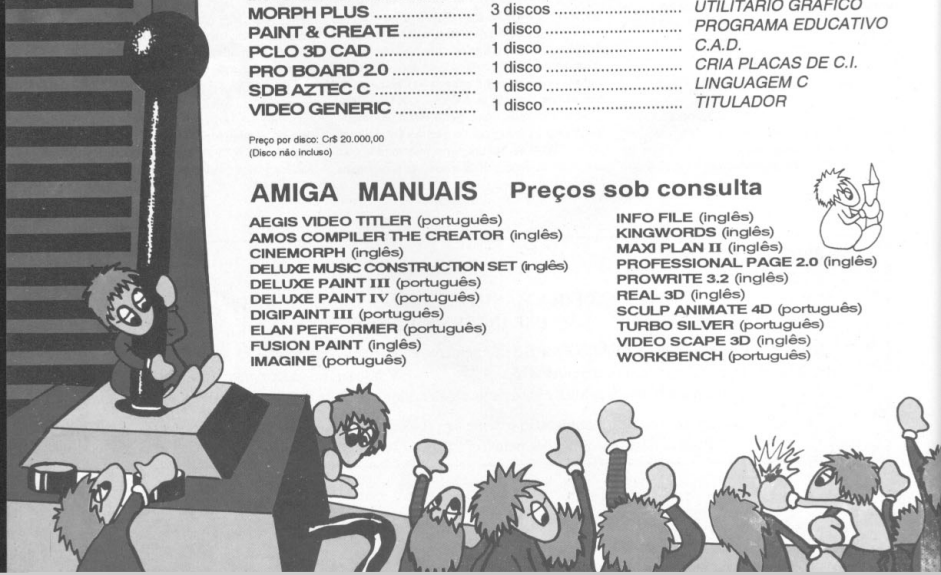 MORPH PLUS ........................ 3 discos ............................... UTILITÁRIO GRÁFICO
PAINT & CREATE .................. 1 disco ................................. PROGRAMA EDUCATIVO
PCLO 3D CAD ........................ 1 disco ................................. C.A.D.
PRO BOARD 2.0 ................... 1 disco ................................. CRIA PLACAS DE C.I.
SDB AZTEC C ....................... 1 disco ................................. LINGUAGEM C
VIDEO GENERIC .................. 1 disco ................................. TITULADOR
Preço por disco: Cr$ 20.000,00
(Disco não incluso)
AMIGA MANUAIS Preços sob consulta
AEGIS VIDEO TITLER (português)
AMOS COMPILER THE CREATOR (inglês)
CINEMORPH (inglês)
DELUXE MUSIC CONSTRUCTION SET (inglês)
DELUXE PAINT III (português)
DELUXE PAINT IV (português)
DIGIPAINT III (português)
ELAN PERFORMER (português)
FUSION PAINT (inglês)
IMAGINE (português)
INFO FILE (inglês)
KINGWORDS (inglês)
MAXI PLAN II (inglês)
PROFESSIONAL PAGE 2.0 (inglês)
PROWRITE 3.2 (inglês)
REAL 3D (inglês)
SCULP ANIMATE 4D (português)
TURBO SILVER (português)
VIDEO SCAPE 3D (inglês)
WORKBENCH (português)